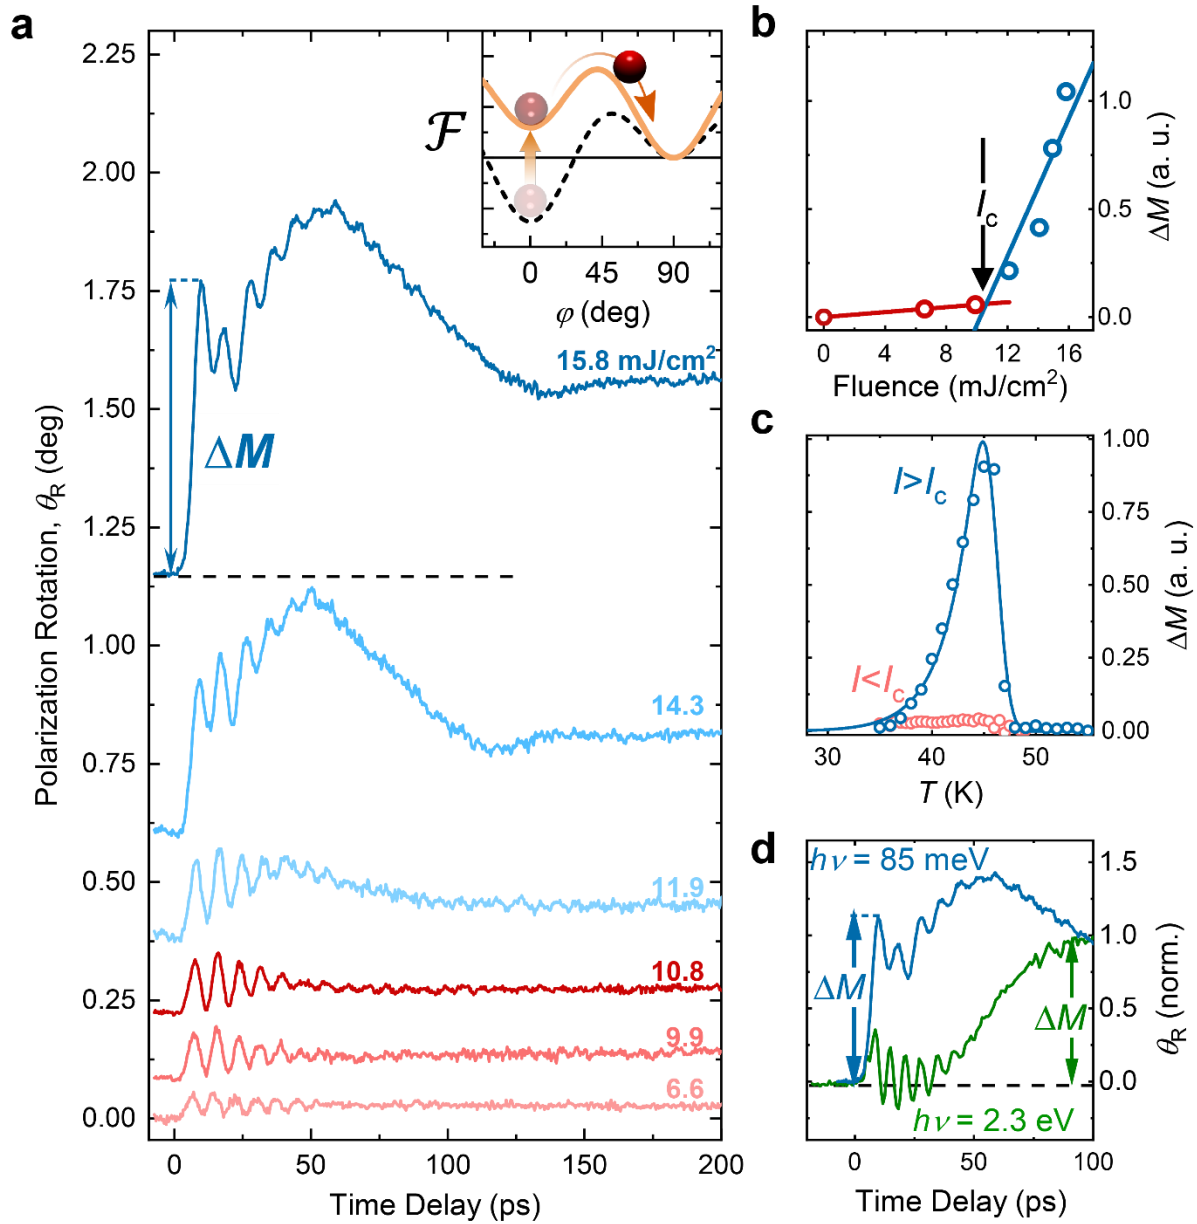 a
2.25
2.00
1.75
1.50
1.25
1.00
0.75
0.50
0.25
0.00
Polarization Rotation, θR (deg)
0 50 100 150 200
Time Delay (ps)
ΔM
15.8 mJ/cm²
14.3
11.9
10.8
9.9
6.6
ℱ
0 45 90
φ (deg)
b
Ic
1.0
0.5
0.0
ΔM (a. u.)
0 4 8 12 16
Fluence (mJ/cm²)
c
I>Ic
I<Ic
1.00
0.75
0.50
0.25
0.00
ΔM (a. u.)
30 40 50
T (K)
d
hν = 85 meV
ΔM
ΔM
hν = 2.3 eV
1.5
1.0
0.5
0.0
θR (norm.)
0 50 100
Time Delay (ps)